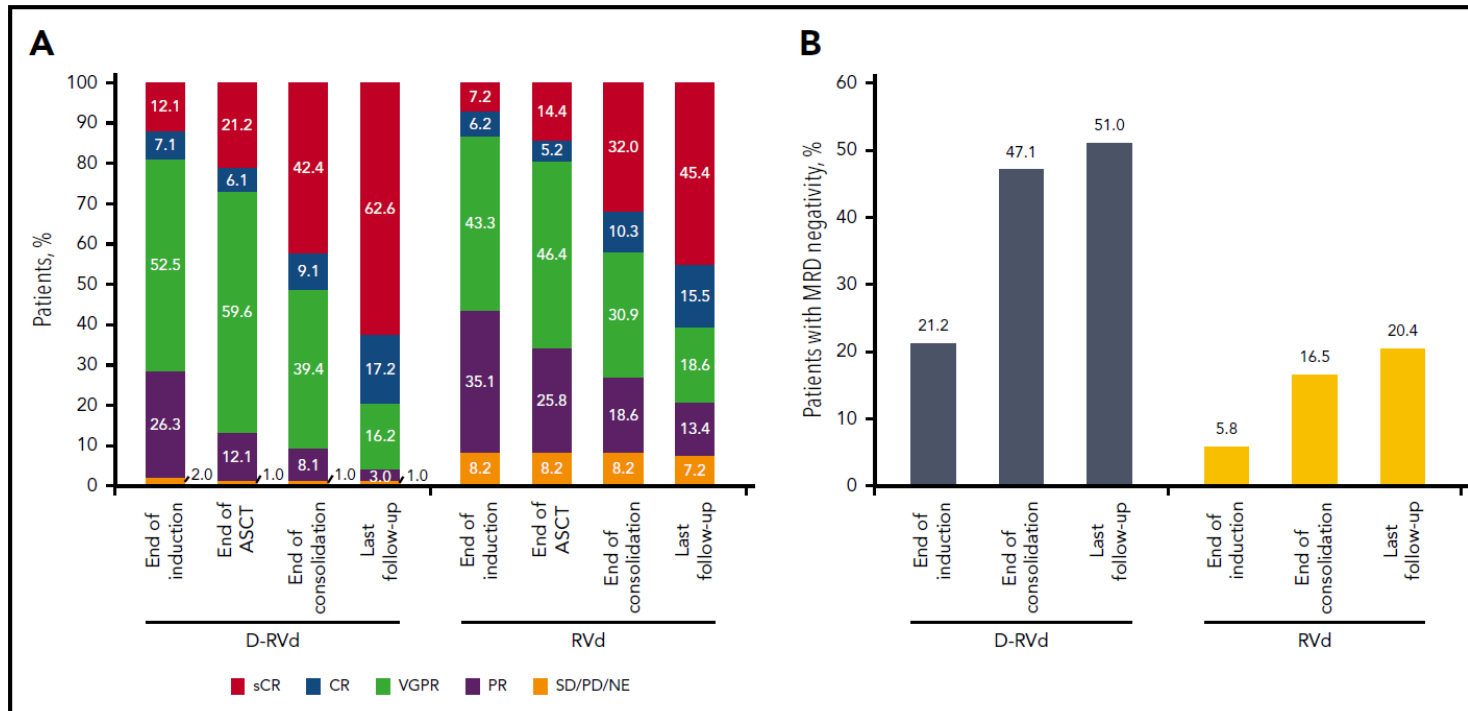 A
Patients, %
100
90
80
70
60
50
40
30
20
10
0
12.1
7.1
52.5
26.3
2.0
21.2
6.1
59.6
12.1
1.0
42.4
9.1
39.4
8.1
1.0
62.6
17.2
16.2
3.0
1.0
7.2
6.2
43.3
35.1
8.2
14.4
5.2
46.4
25.8
8.2
32.0
10.3
30.9
18.6
8.2
45.4
15.5
18.6
13.4
7.2
End of
induction
End of
ASCT
End of
consolidation
Last
follow-up
End of
induction
End of
ASCT
End of
consolidation
Last
follow-up
D-RVd
RVd
sCR CR VGPR PR SD/PD/NE
B
Patients with MRD negativity, %
60
50
40
30
20
10
0
21.2
47.1
51.0
5.8
16.5
20.4
End of
induction
End of
consolidation
Last
follow-up
End of
induction
End of
consolidation
Last
follow-up
D-RVd
RVd